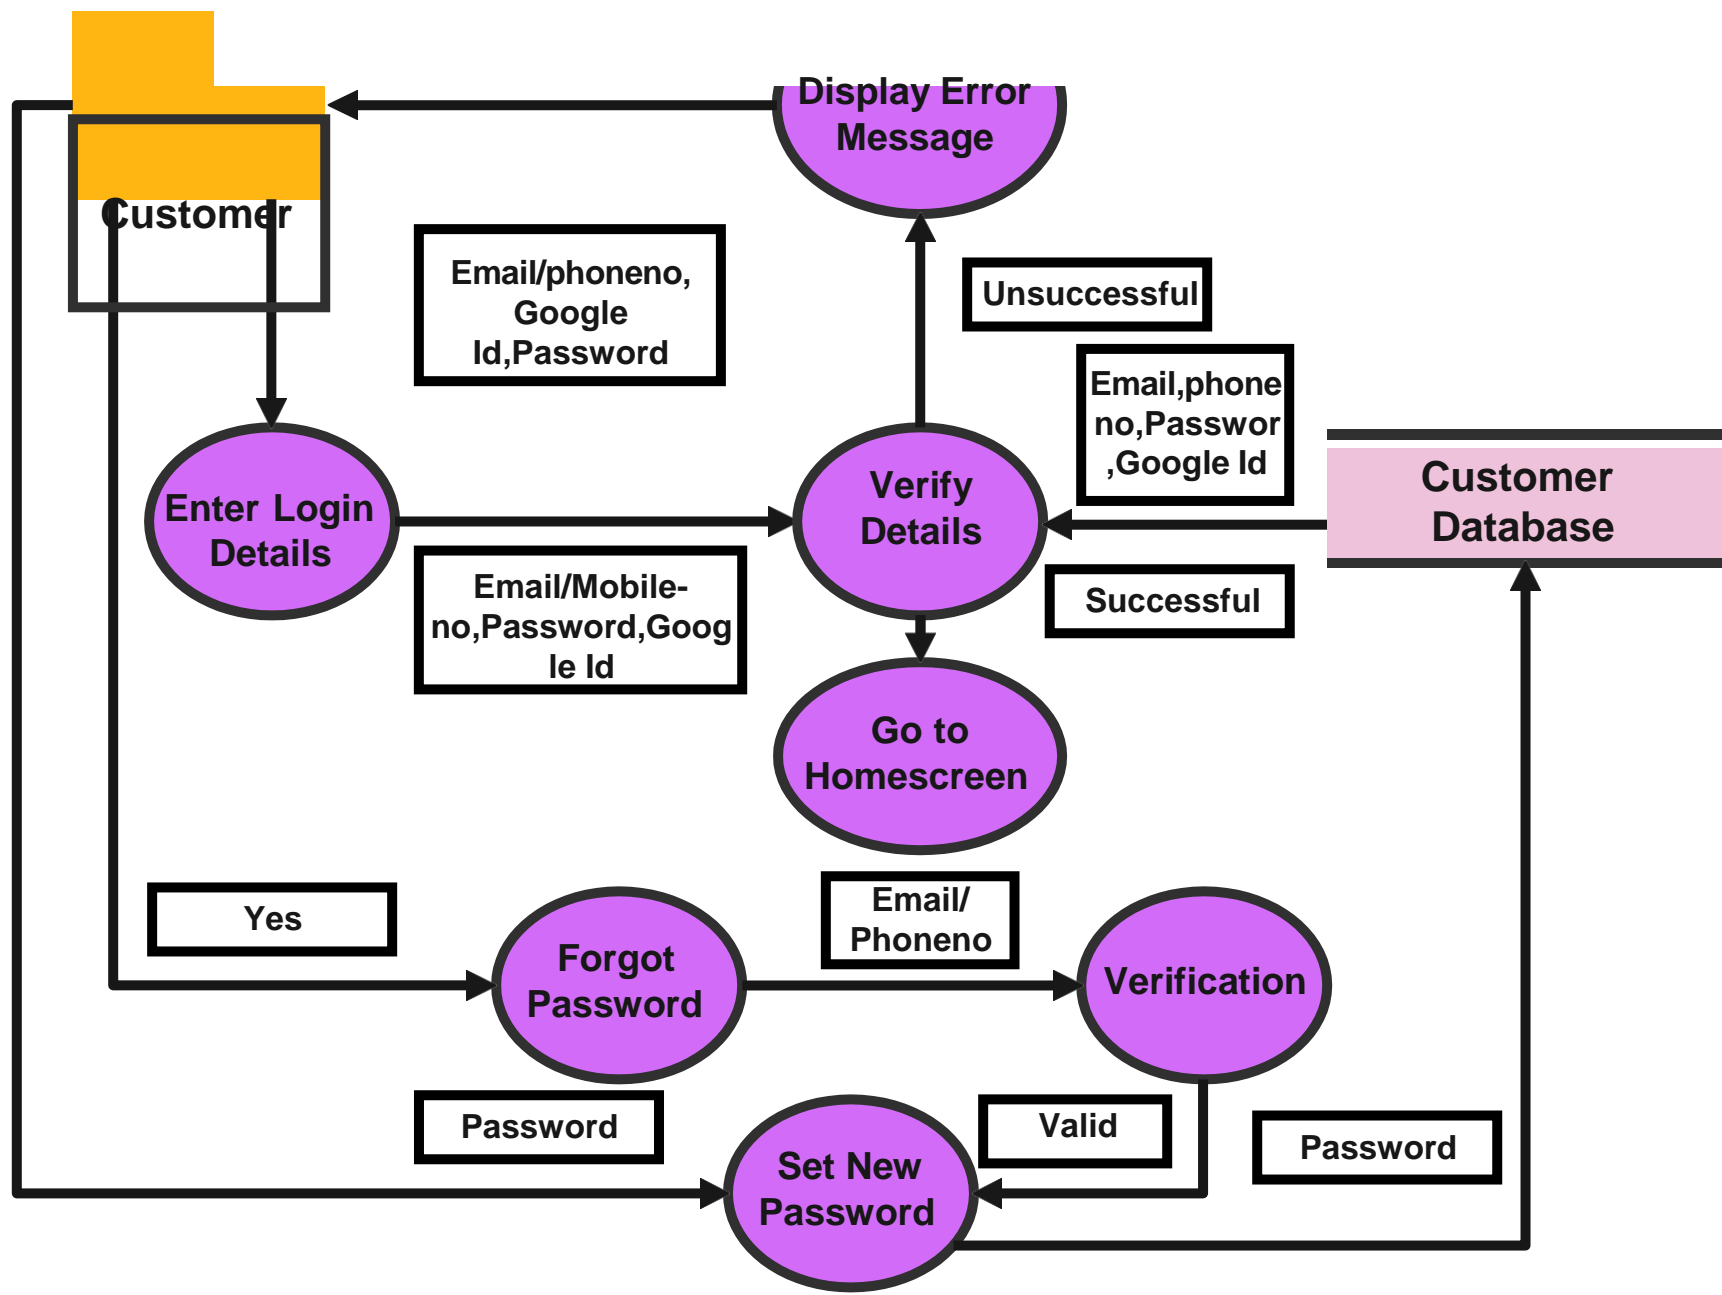 Display Error
Message
Customer
Email/phoneno,
Google
Id,Password
Unsuccessful
Email,phone
no,Passwor
,Google Id
Customer
Database
Verify
Details
Enter Login
Details
Email/Mobile-
no,Password,Goog
le Id
Successful
Go to
Homescreen
Yes
Email/
Phoneno
Forgot
Password
Verification
Password
Valid
Password
Set New
Password